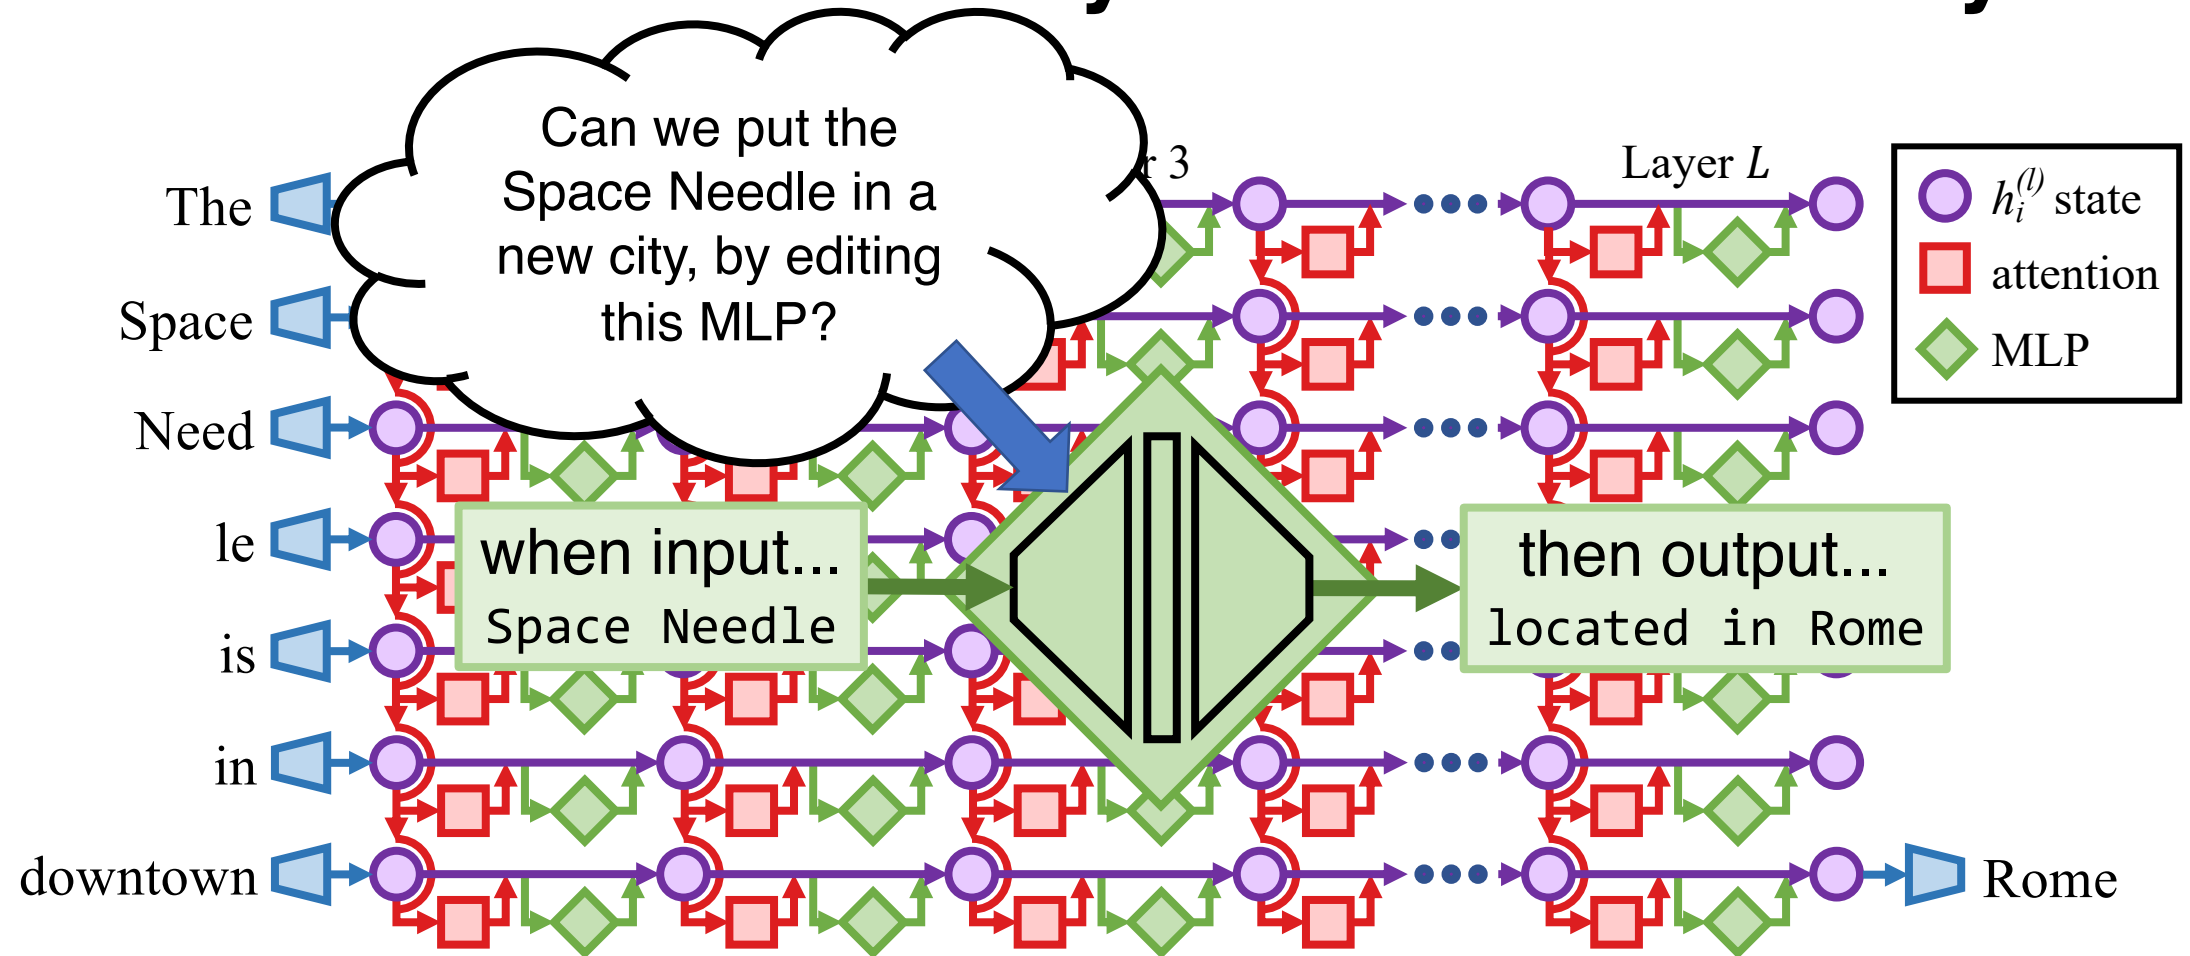 Can we put the
Space Needle in a
new city, by editing
this MLP?
r 3
Layer L
h_i^(l) state
attention
MLP
The
Space
Need
le
is
in
downtown
when input...
Space Needle
then output...
located in Rome
Rome